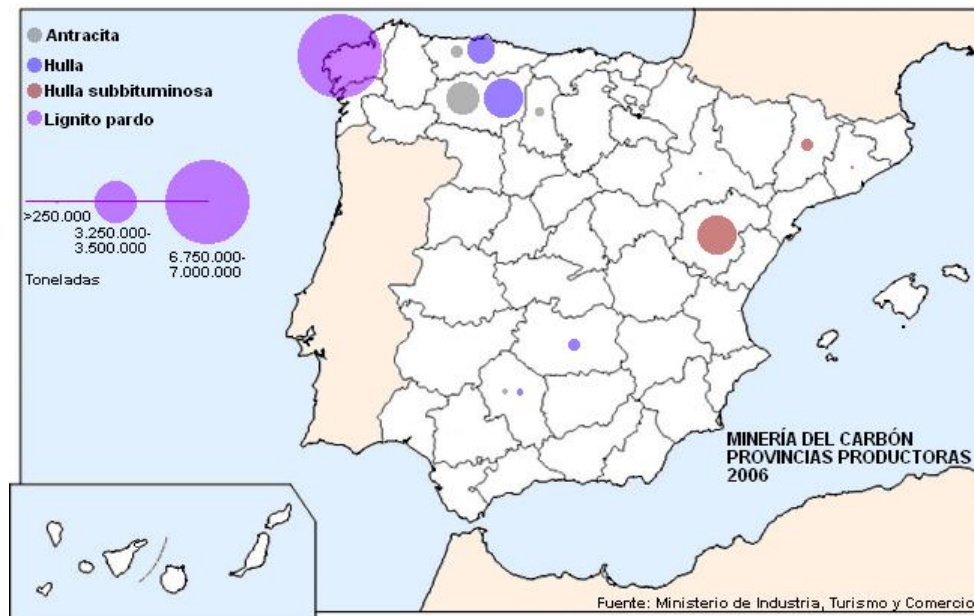 Antracita
Hulla
Hulla subbituminosa
Lignito pardo
>250.000
3.250.000-
3.500.000
6.750.000-
7.000.000
Toneladas
MINERÍA DEL CARBÓN
PROVINCIAS PRODUCTORAS
2006
Fuente: Ministerio de Industria, Turismo y Comercio